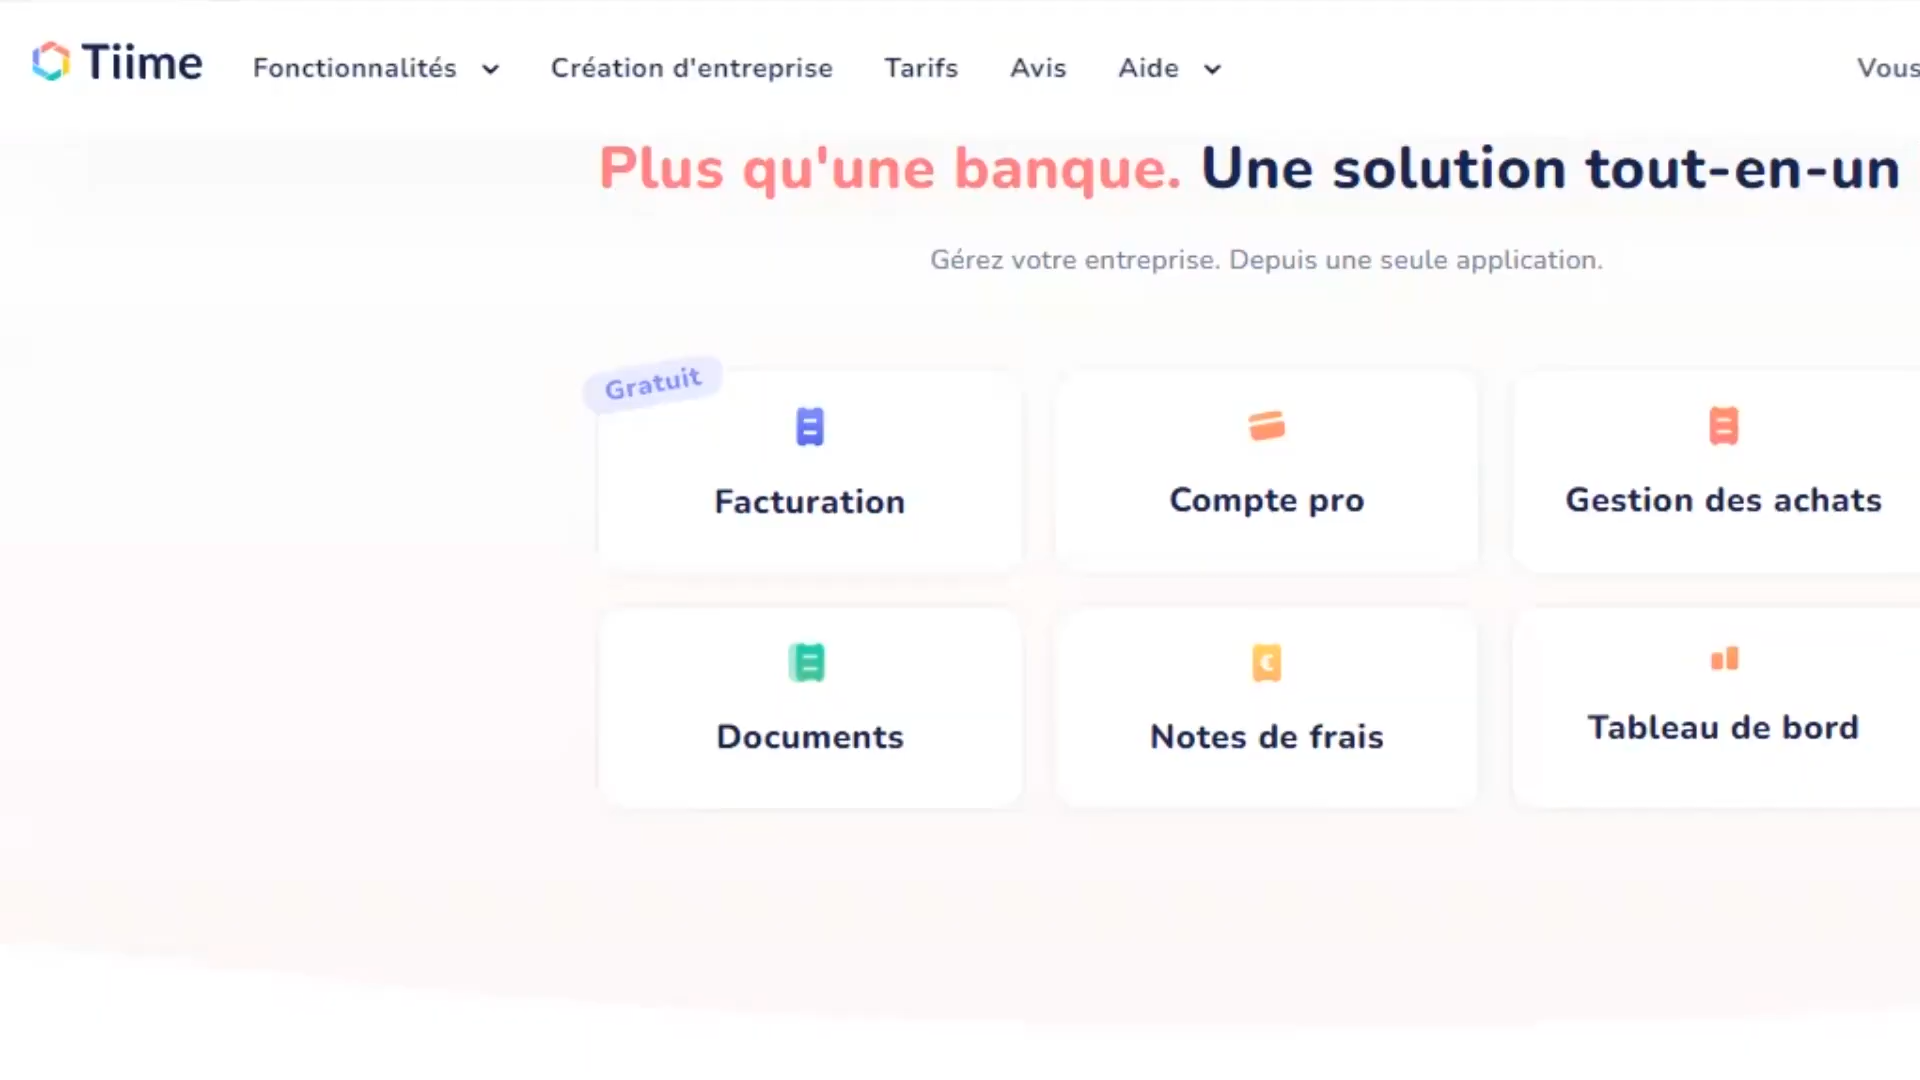 Tiime
Fonctionnalités
Création d'entreprise
Tarifs
Avis
Aide
Vous
Plus qu'une banque. Une solution tout-en-un
Gérez votre entreprise. Depuis une seule application.
Gratuit
Facturation
Compte pro
Gestion des achats
Documents
Notes de frais
Tableau de bord